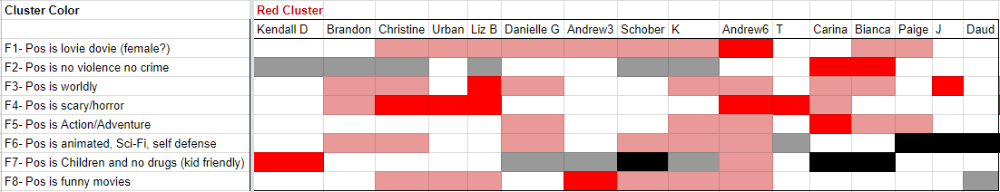 Cluster Color Red Cluster
Kendall D Brandon Christine Urban Liz B Danielle G Andrew3 Schober K Andrew6 T Carina Bianca Paige J Daud
F1- Pos is lovie dovie (female?)
F2- Pos is no violence no crime
F3- Pos is worldly
F4- Pos is scary/horror
F5- Pos is Action/Adventure
F6- Pos is animated, Sci-Fi, self defense
F7- Pos is Children and no drugs (kid friendly)
F8- Pos is funny movies